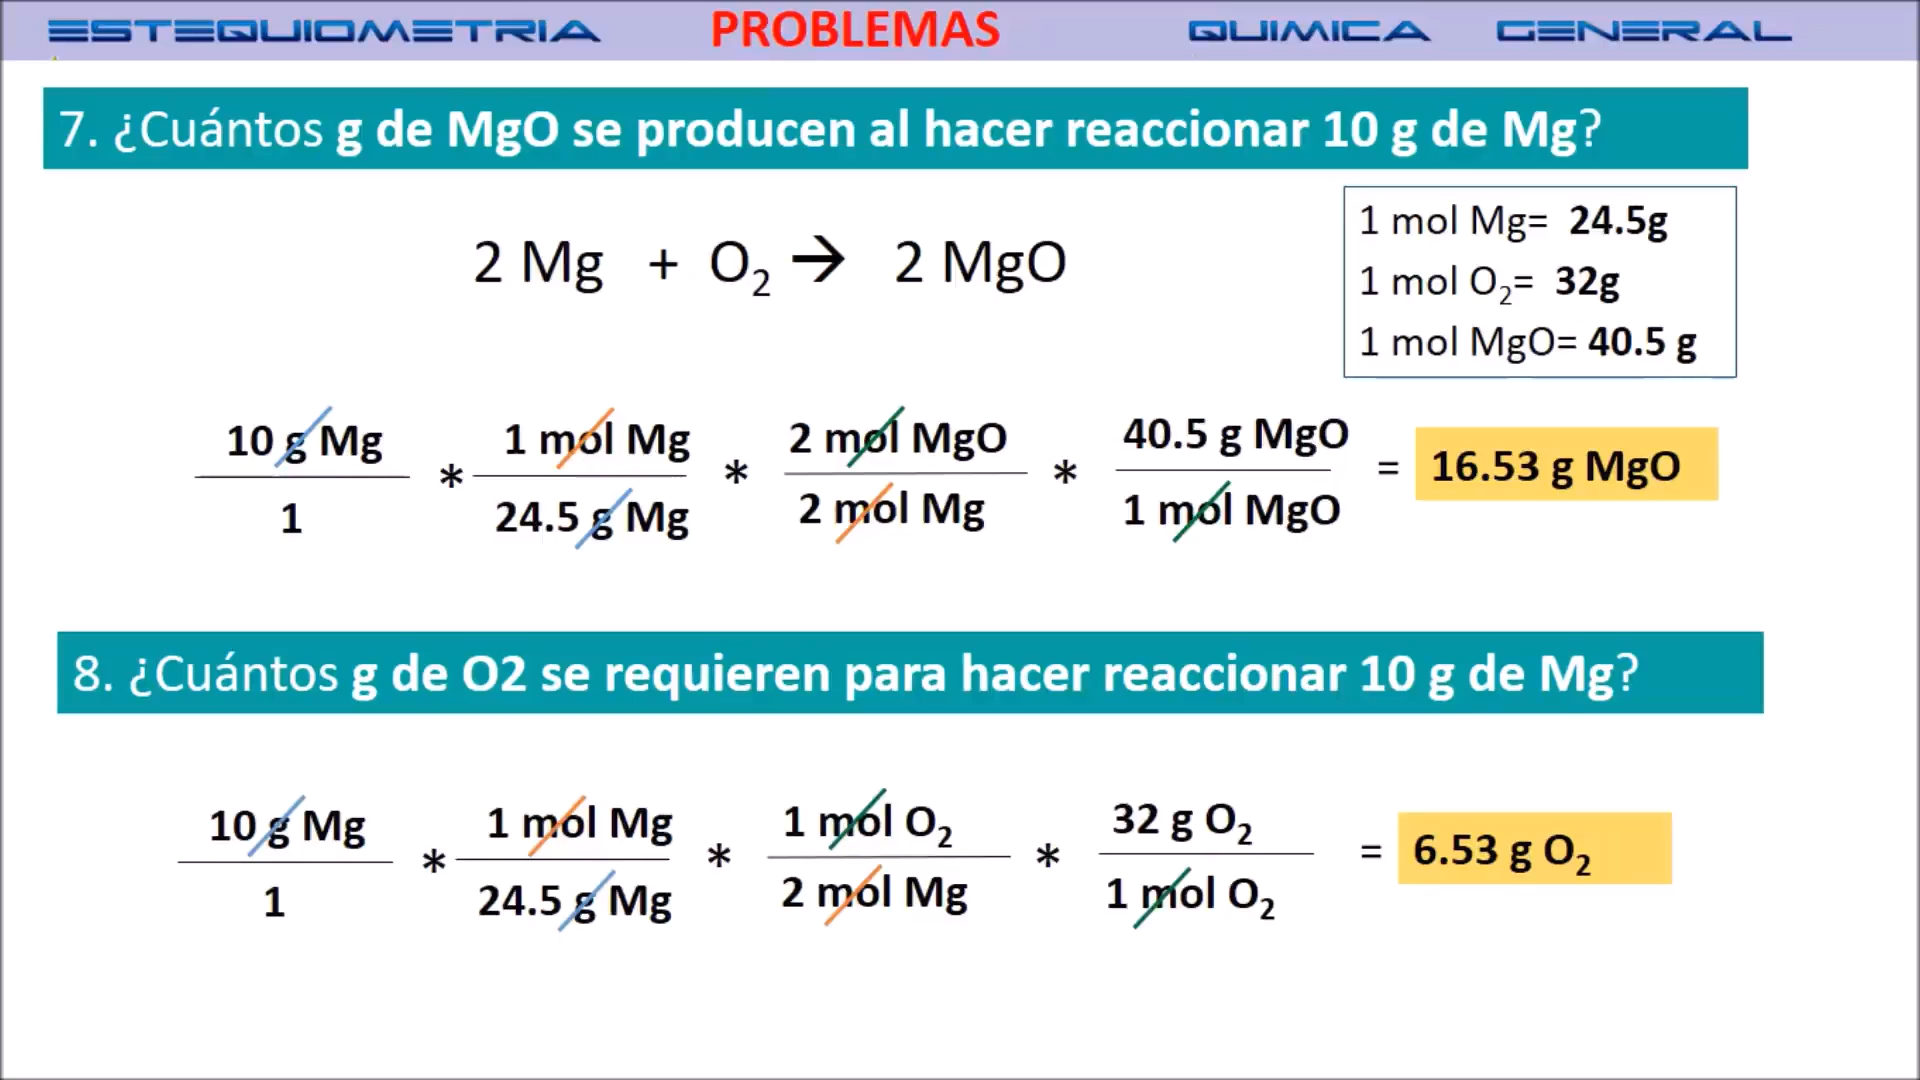 ESTEQUIOMETRIA PROBLEMAS QUIMICA GENERAL
7. ¿Cuántos g de MgO se producen al hacer reaccionar 10 g de Mg?
1 mol Mg= 24.5g
2 Mg + O₂ → 2 MgO
1 mol O₂= 32g
1 mol MgO= 40.5 g
10 g Mg 1 mol Mg 2 mol MgO 40.5 g MgO
* * * = 16.53 g MgO
1 24.5 g Mg 2 mol Mg 1 mol MgO
8. ¿Cuántos g de O2 se requieren para hacer reaccionar 10 g de Mg?
10 g Mg 1 mol Mg 1 mol O₂ 32 g O₂
* * * = 6.53 g O₂
1 24.5 g Mg 2 mol Mg 1 mol O₂